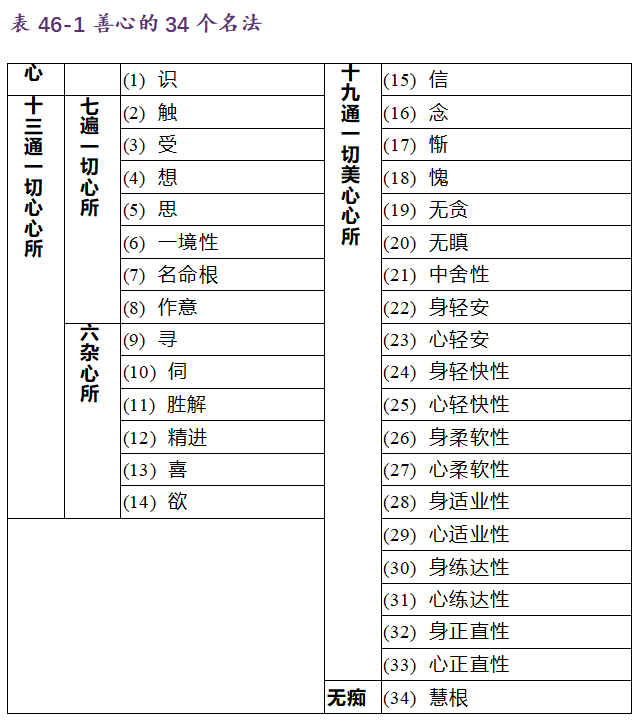 表 46-1 善心的 34 个名法
心
(1) 识
十三通一切心心所
七遍一切心所
(2) 触
(3) 受
(4) 想
(5) 思
(6) 一境性
(7) 名命根
(8) 作意
六杂心所
(9) 寻
(10) 伺
(11) 胜解
(12) 精进
(13) 喜
(14) 欲
十九通一切美心心所
(15) 信
(16) 念
(17) 惭
(18) 愧
(19) 无贪
(20) 无瞋
(21) 中舍性
(22) 身轻安
(23) 心轻安
(24) 身轻快性
(25) 心轻快性
(26) 身柔软性
(27) 心柔软性
(28) 身适业性
(29) 心适业性
(30) 身练达性
(31) 心练达性
(32) 身正直性
(33) 心正直性
无痴
(34) 慧根